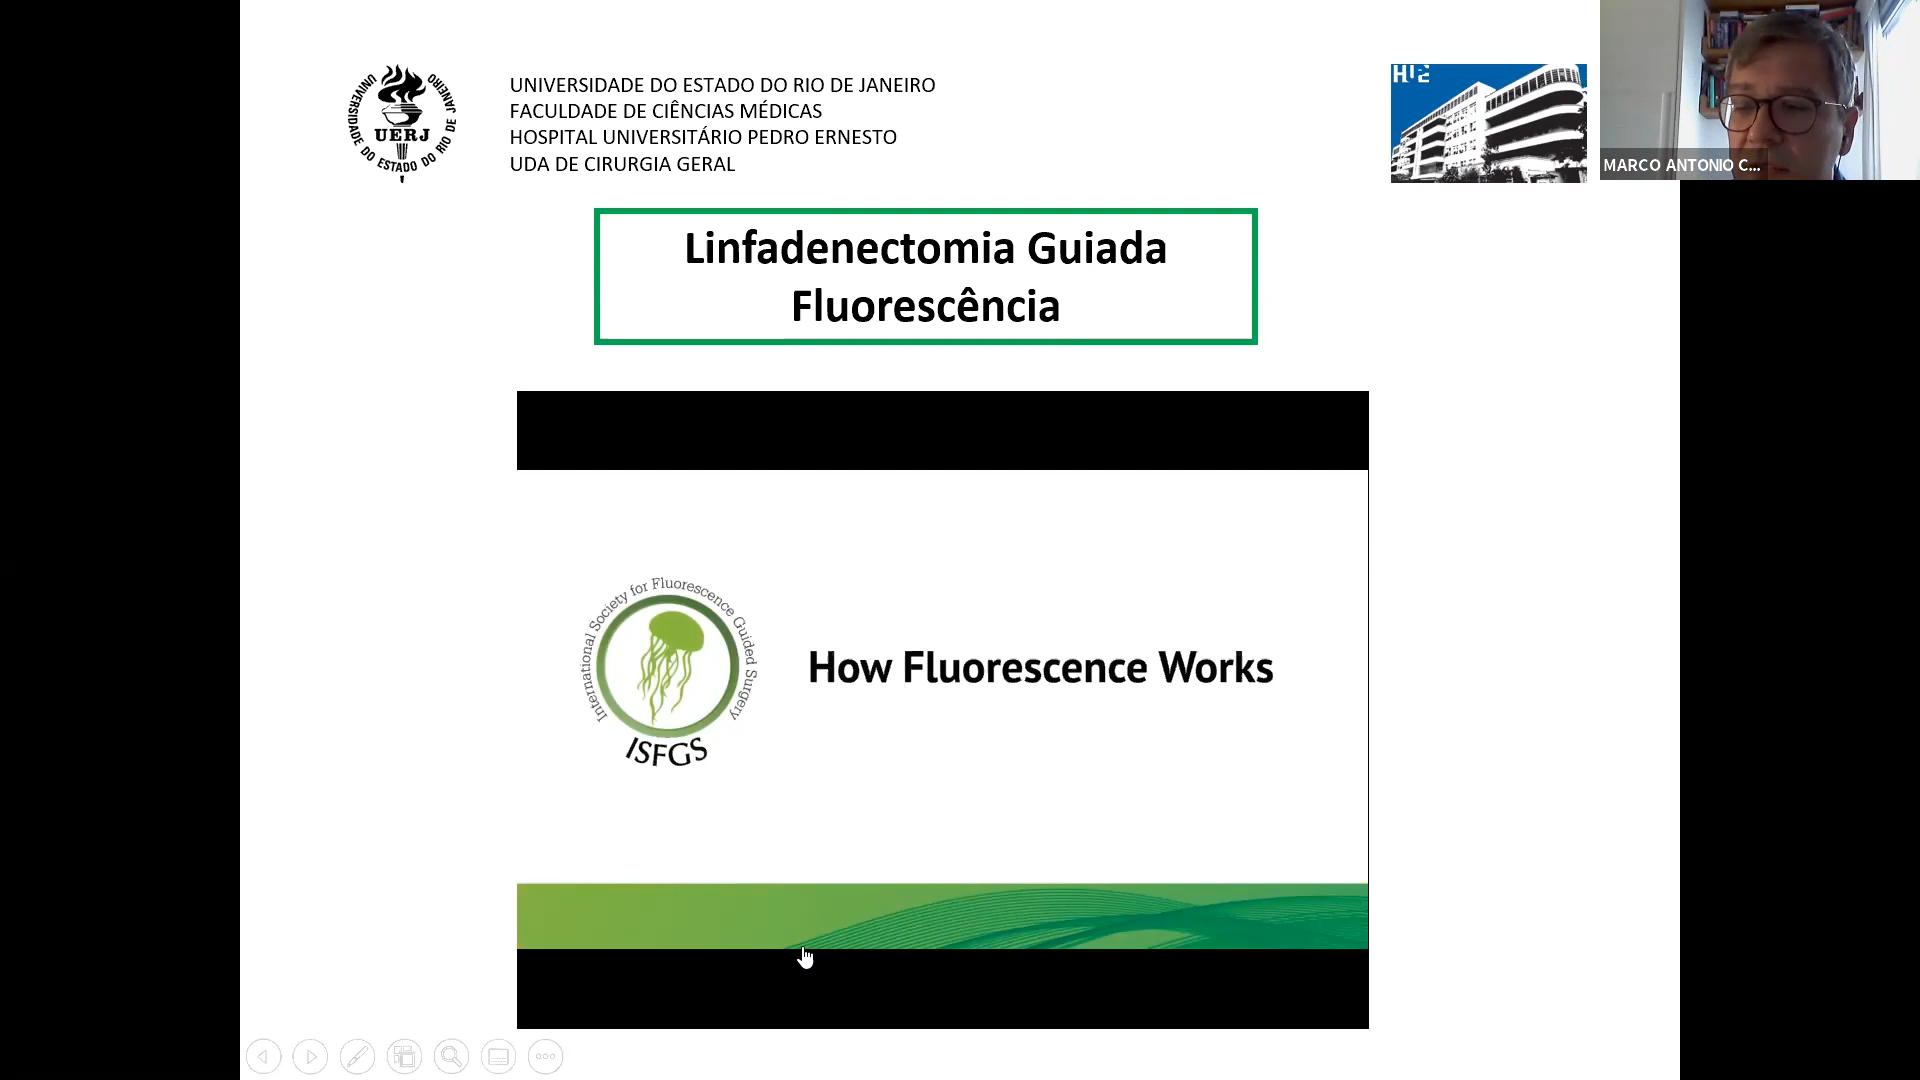 UNIVERSIDADE DO ESTADO DO RIO DE JANEIRO
UERJ
UNIVERSIDADE DO ESTADO DO RIO DE JANEIRO
FACULDADE DE CIÊNCIAS MÉDICAS
HOSPITAL UNIVERSITÁRIO PEDRO ERNESTO
UDA DE CIRURGIA GERAL
MARCO ANTONIO C...
Linfadenectomia Guiada
Fluorescência
International Society for Fluorescence Guided Surgery
ISFGS
How Fluorescence Works